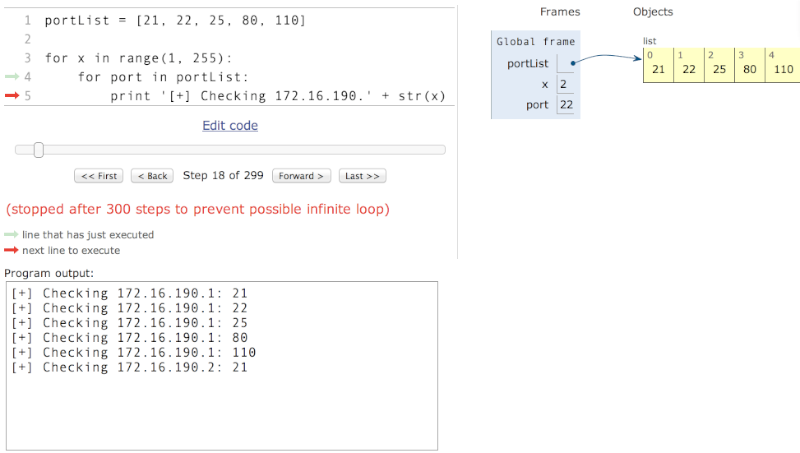 1 portList = [21, 22, 25, 80, 110]
2
3 for x in range(1, 255):
4 for port in portList:
5 print '[+] Checking 172.16.190.' + str(x)
Edit code
<< First < Back Step 18 of 299 Forward > Last >>
(stopped after 300 steps to prevent possible infinite loop)
line that has just executed
next line to execute
Program output:
[+] Checking 172.16.190.1: 21
[+] Checking 172.16.190.1: 22
[+] Checking 172.16.190.1: 25
[+] Checking 172.16.190.1: 80
[+] Checking 172.16.190.1: 110
[+] Checking 172.16.190.2: 21
Frames Objects
Global frame
portList
x 2
port 22
list
0 1 2 3 4
21 22 25 80 110